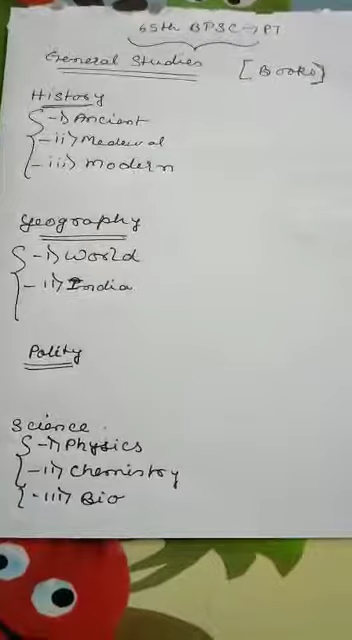 65th BPSC → PT
General Studies [Books]
History
- i) Ancient
- ii) Medeval
- iii) Modern
Geography
- i) World
- ii) India
Polity
Science
- i) Physics
- ii) Chemistry
- iii) Bio